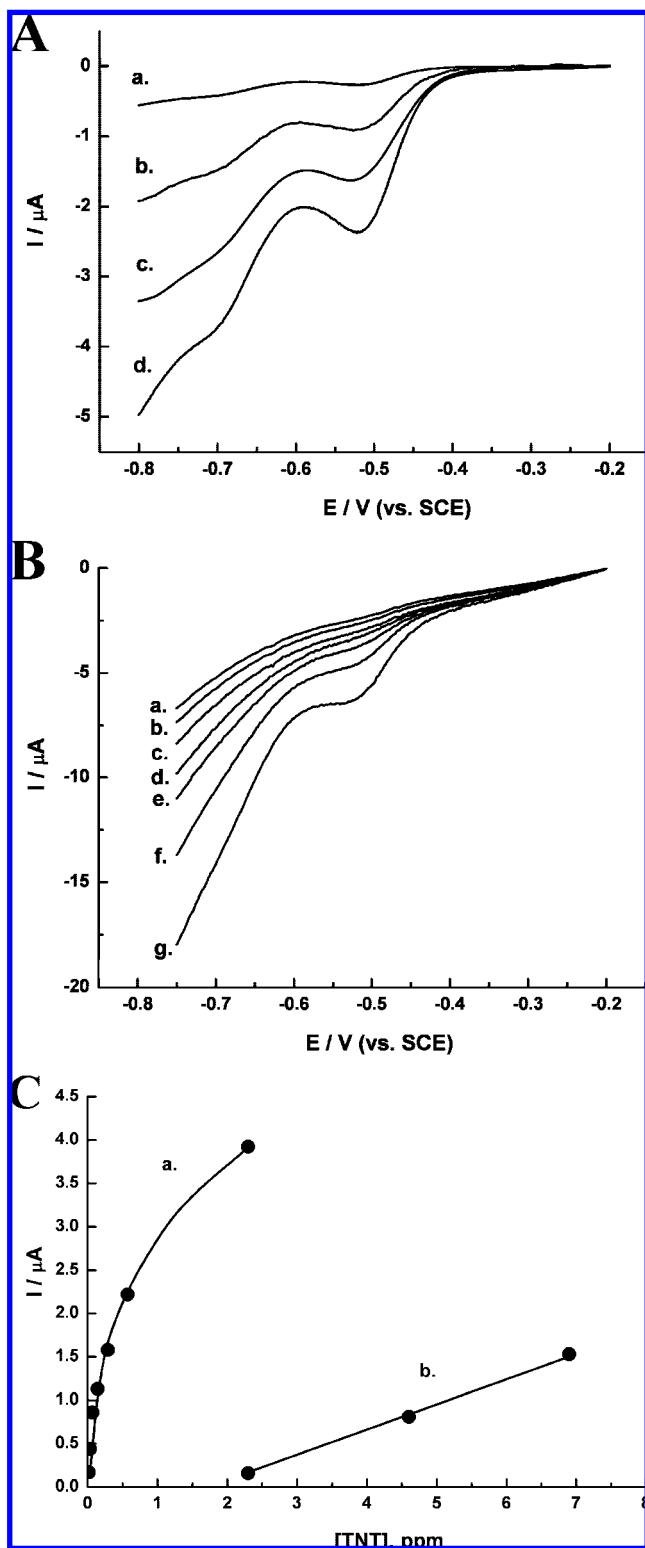 A
0
-1
-2
-3
-4
-5
I / µA
a.
b.
c.
d.
-0.8 -0.7 -0.6 -0.5 -0.4 -0.3 -0.2
E / V (vs. SCE)
B
0
-5
-10
-15
-20
I / µA
a.
b.
c.
d.
e.
f.
g.
-0.8 -0.7 -0.6 -0.5 -0.4 -0.3 -0.2
E / V (vs. SCE)
C
4.5
4.0
3.5
3.0
2.5
2.0
1.5
1.0
0.5
0.0
I / µA
a.
b.
0 1 2 3 4 5 6 7 8
[TNT], ppm